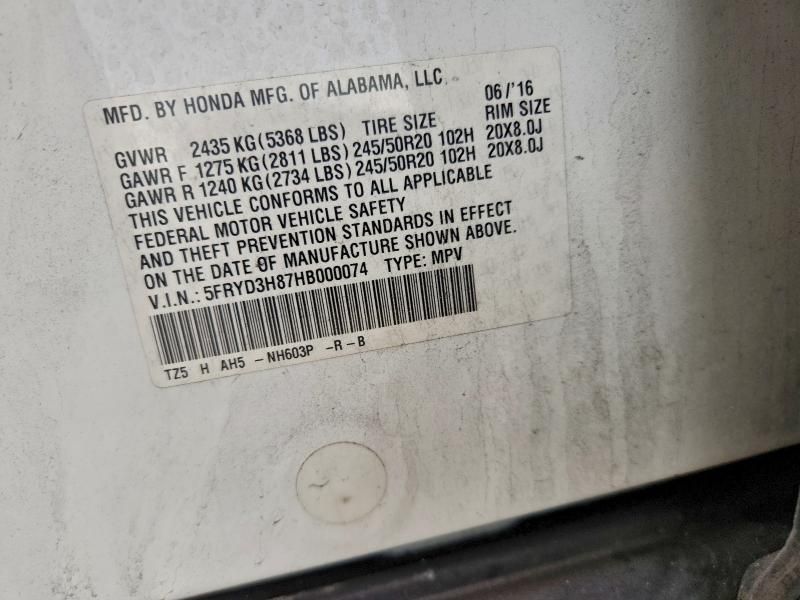 MFD. BY HONDA MFG. OF ALABAMA, LLC 06/'16
GVWR 2435 KG(5368 LBS) TIRE SIZE RIM SIZE
GAWR F 1275 KG(2811 LBS) 245/50R20 102H 20X8.0J
GAWR R 1240 KG(2734 LBS) 245/50R20 102H 20X8.0J
THIS VEHICLE CONFORMS TO ALL APPLICABLE
FEDERAL MOTOR VEHICLE SAFETY
AND THEFT PREVENTION STANDARDS IN EFFECT
ON THE DATE OF MANUFACTURE SHOWN ABOVE.
V.I.N.: 5FRYD3H87HB000074 TYPE: MPV
TZ5 H AH5 - NH603P -R-B